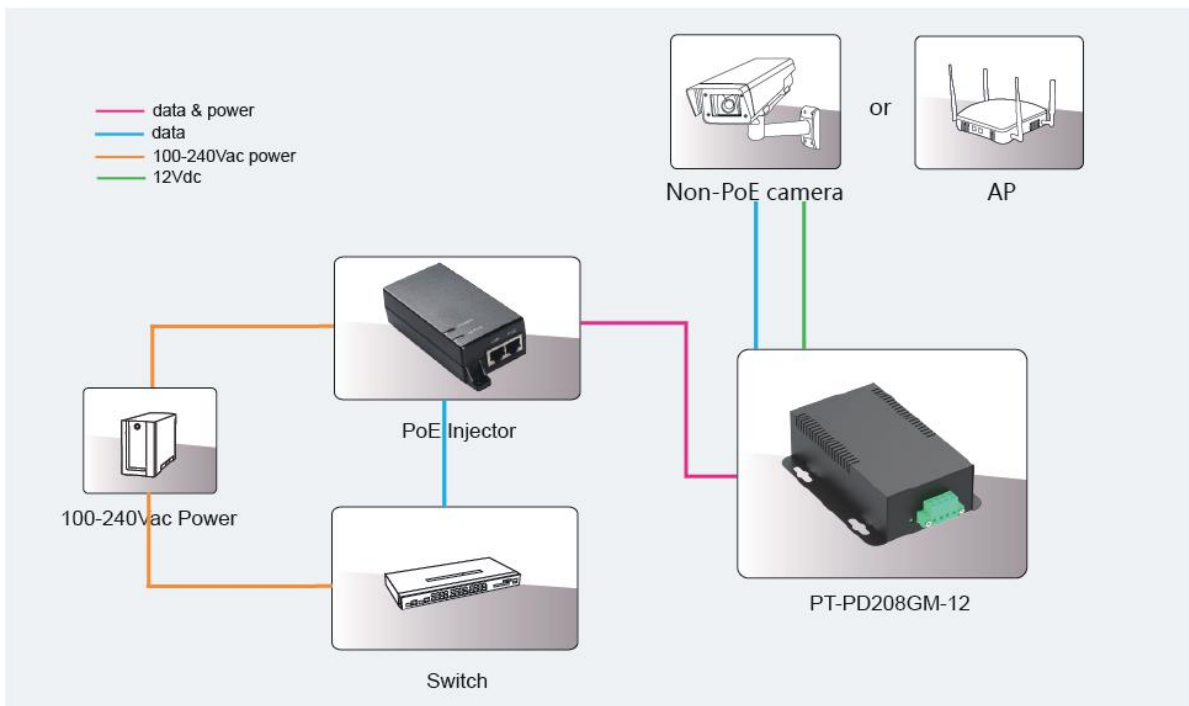 data & power
data
100-240Vac power
12Vdc
or
Non-PoE camera
AP
PoE Injector
100-240Vac Power
PT-PD208GM-12
Switch